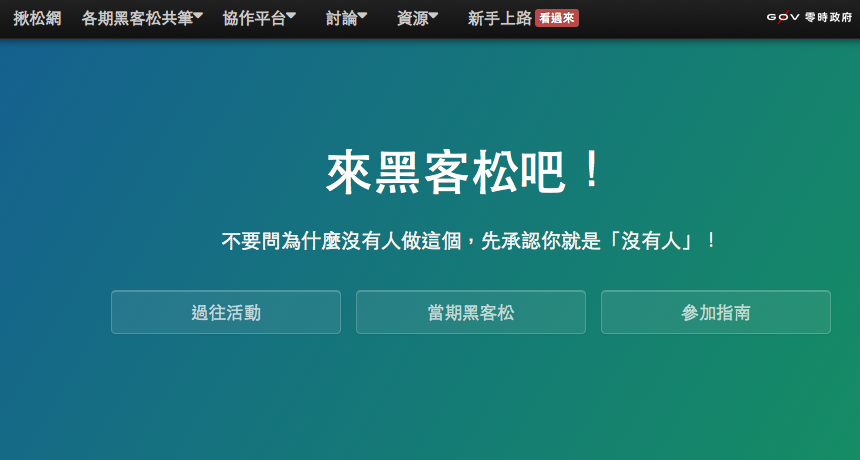 揪松網 各期黑客松共筆 協作平台 討論 資源 新手上路 看過來 G0V 零時政府
來黑客松吧！
不要問為什麼沒有人做這個，先承認你就是「沒有人」！
過往活動 當期黑客松 參加指南